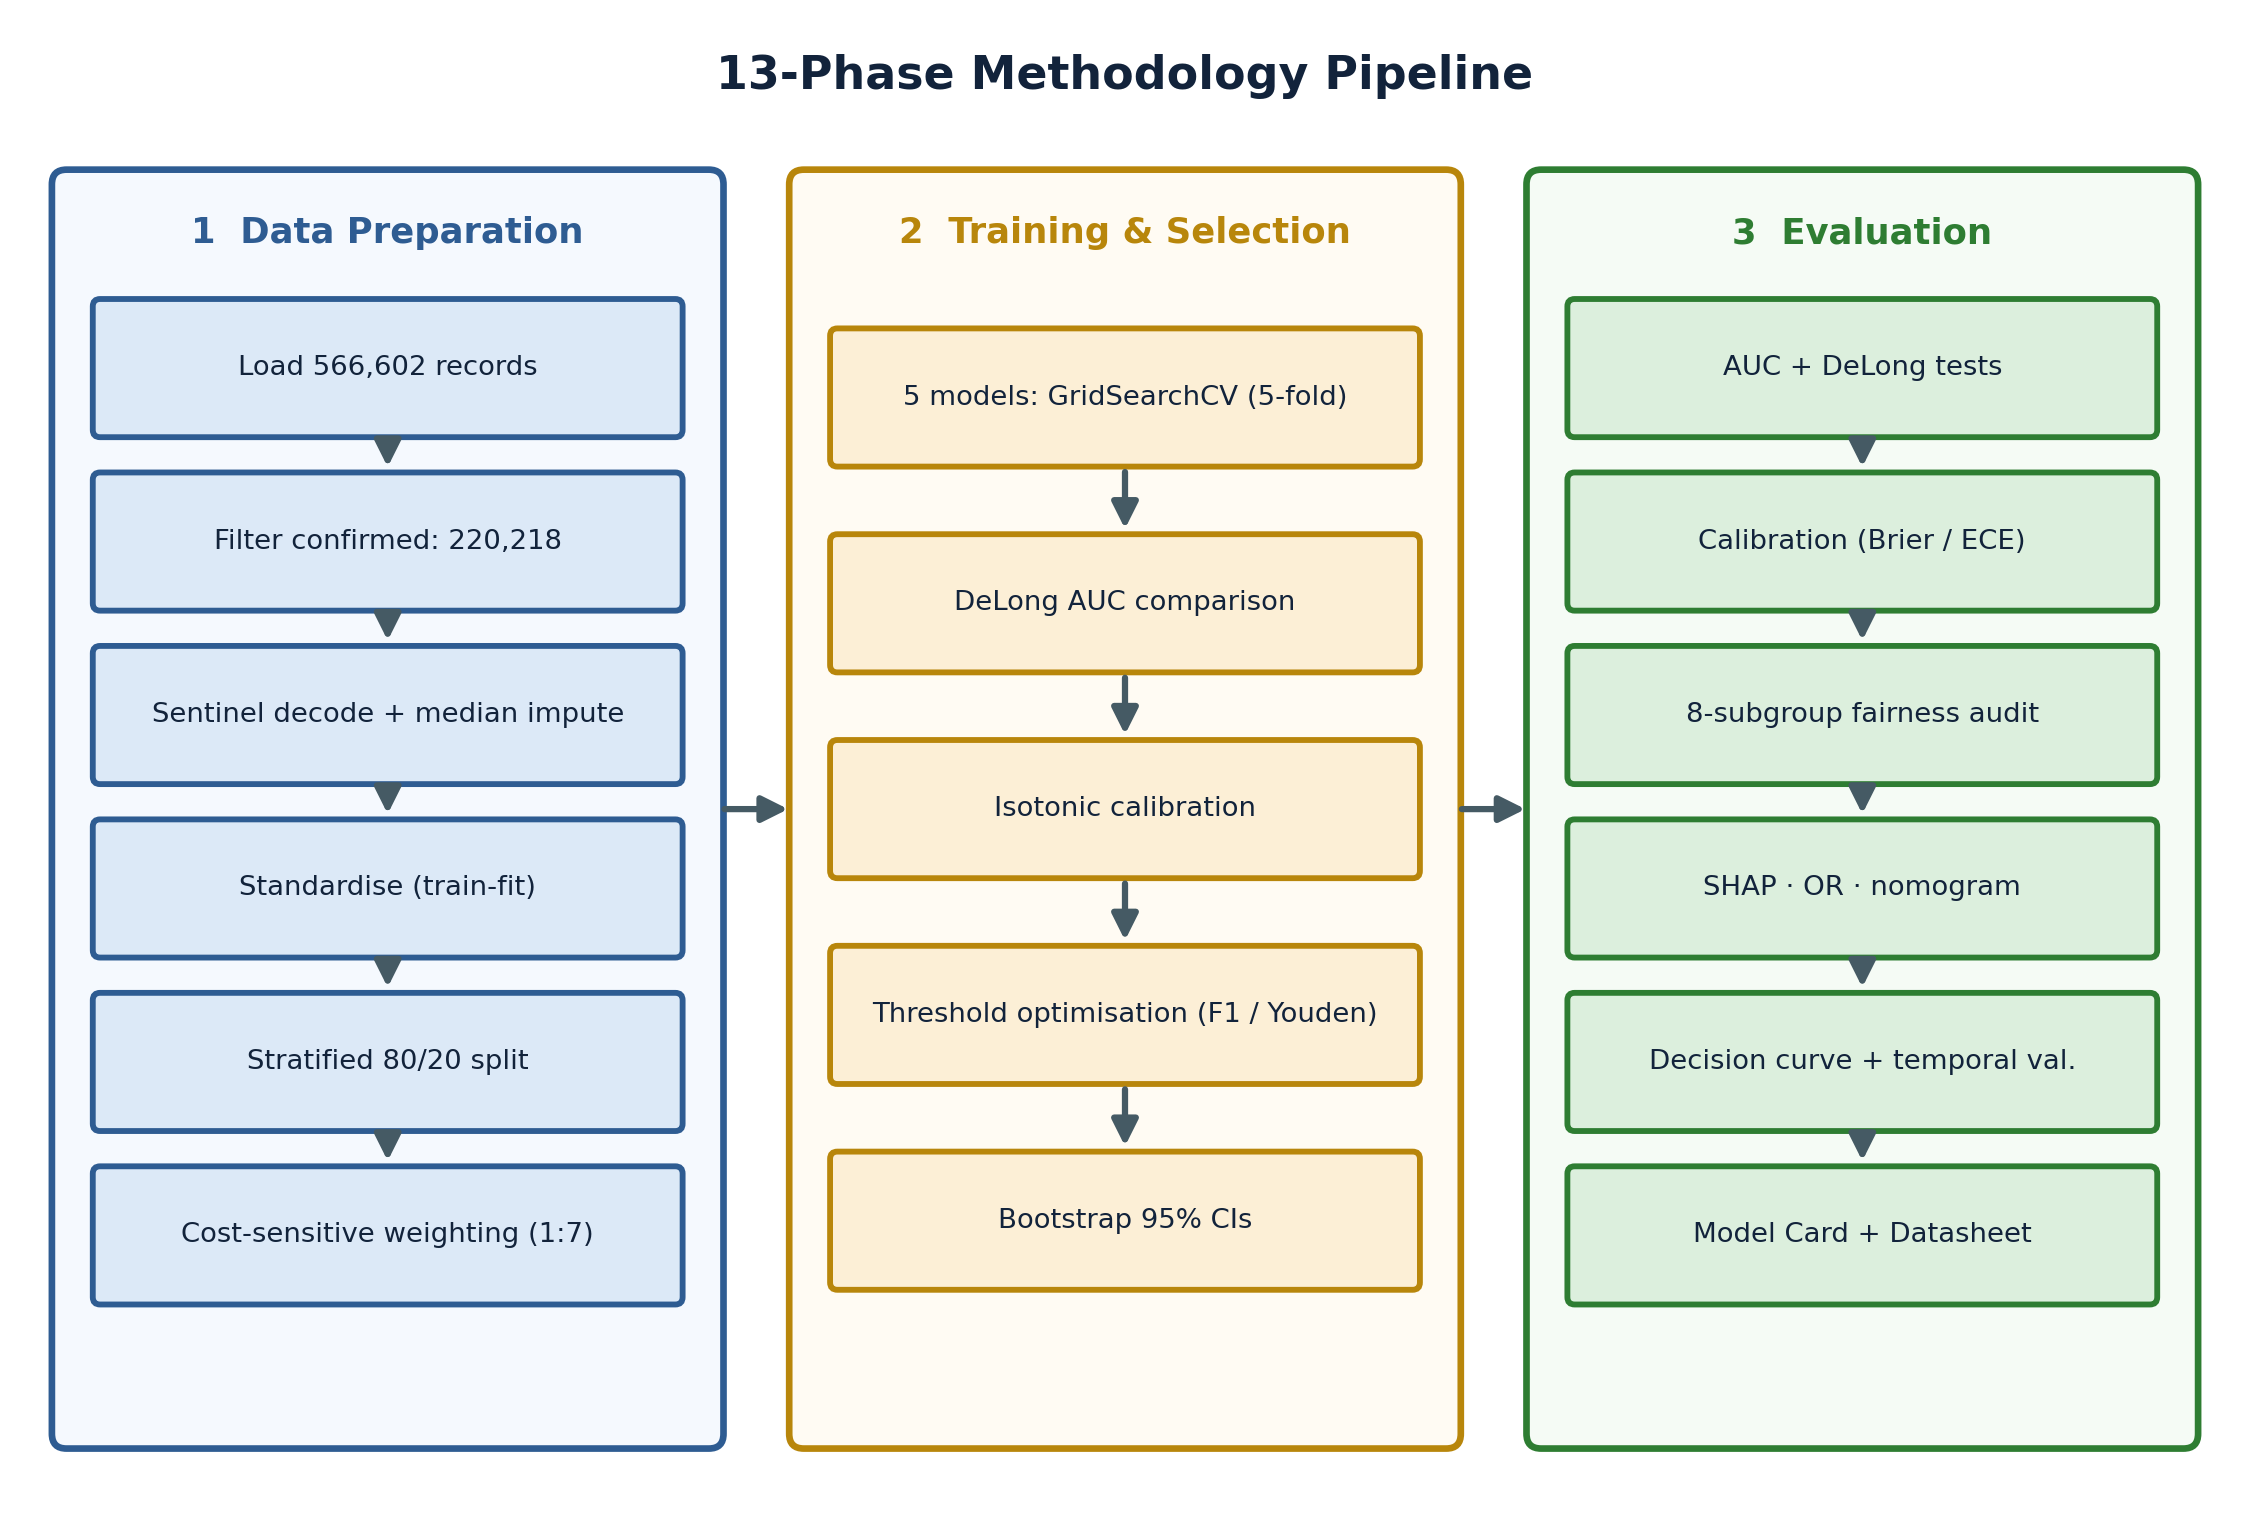 13-Phase Methodology Pipeline
1 Data Preparation
Load 566,602 records
Filter confirmed: 220,218
Sentinel decode + median impute
Standardise (train-fit)
Stratified 80/20 split
Cost-sensitive weighting (1:7)
2 Training & Selection
5 models: GridSearchCV (5-fold)
DeLong AUC comparison
Isotonic calibration
Threshold optimisation (F1 / Youden)
Bootstrap 95% CIs
3 Evaluation
AUC + DeLong tests
Calibration (Brier / ECE)
8-subgroup fairness audit
SHAP · OR · nomogram
Decision curve + temporal val.
Model Card + Datasheet